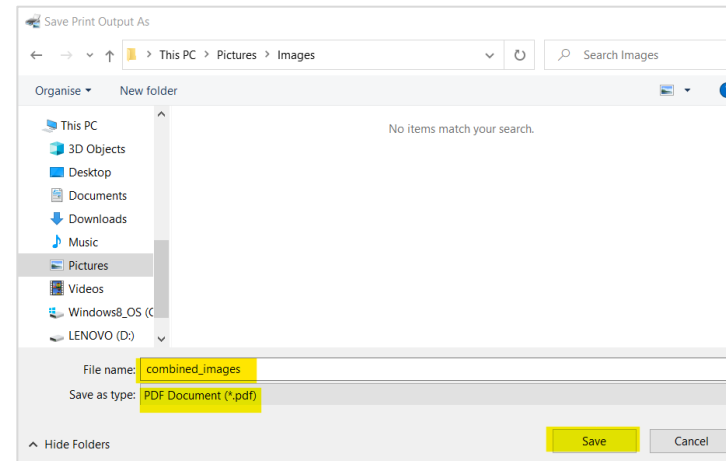 Save Print Output As
This PC > Pictures > Images
Search Images
Organise
New folder
This PC
3D Objects
Desktop
Documents
Downloads
Music
Pictures
Videos
Windows8_OS (C
LENOVO (D:)
No items match your search.
File name: combined_images
Save as type: PDF Document (*.pdf)
Hide Folders
Save
Cancel